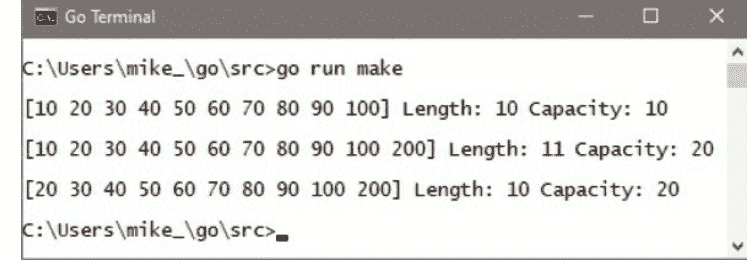 Go Terminal
C:\Users\mike_\go\src>go run make
[10 20 30 40 50 60 70 80 90 100] Length: 10 Capacity: 10
[10 20 30 40 50 60 70 80 90 100 200] Length: 11 Capacity: 20
[20 30 40 50 60 70 80 90 100 200] Length: 10 Capacity: 20
C:\Users\mike_\go\src>